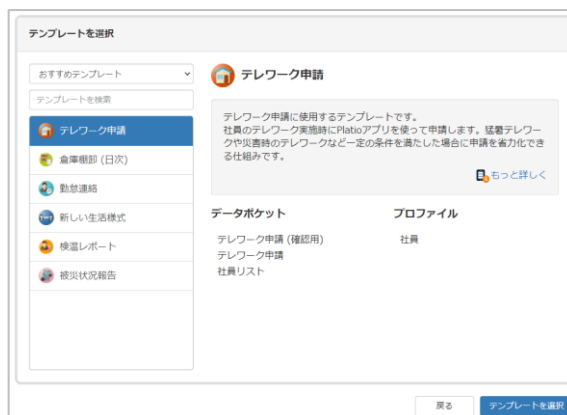 テンプレートを選択
おすすめテンプレート
テンプレートを検索
テレワーク申請
倉庫棚卸 (日次)
勤怠連絡
新しい生活様式
検温レポート
被災状況報告
テレワーク申請
テレワーク申請に使用するテンプレートです。
社員のテレワーク実施時にPlatioアプリを使って申請します。猛暑テレワー
クや災害時のテレワークなど一定の条件を満たした場合に申請を省力化でき
る仕組みです。
もっと詳しく
データポケット
テレワーク申請 (確認用)
テレワーク申請
社員リスト
プロファイル
社員
戻る
テンプレートを選択